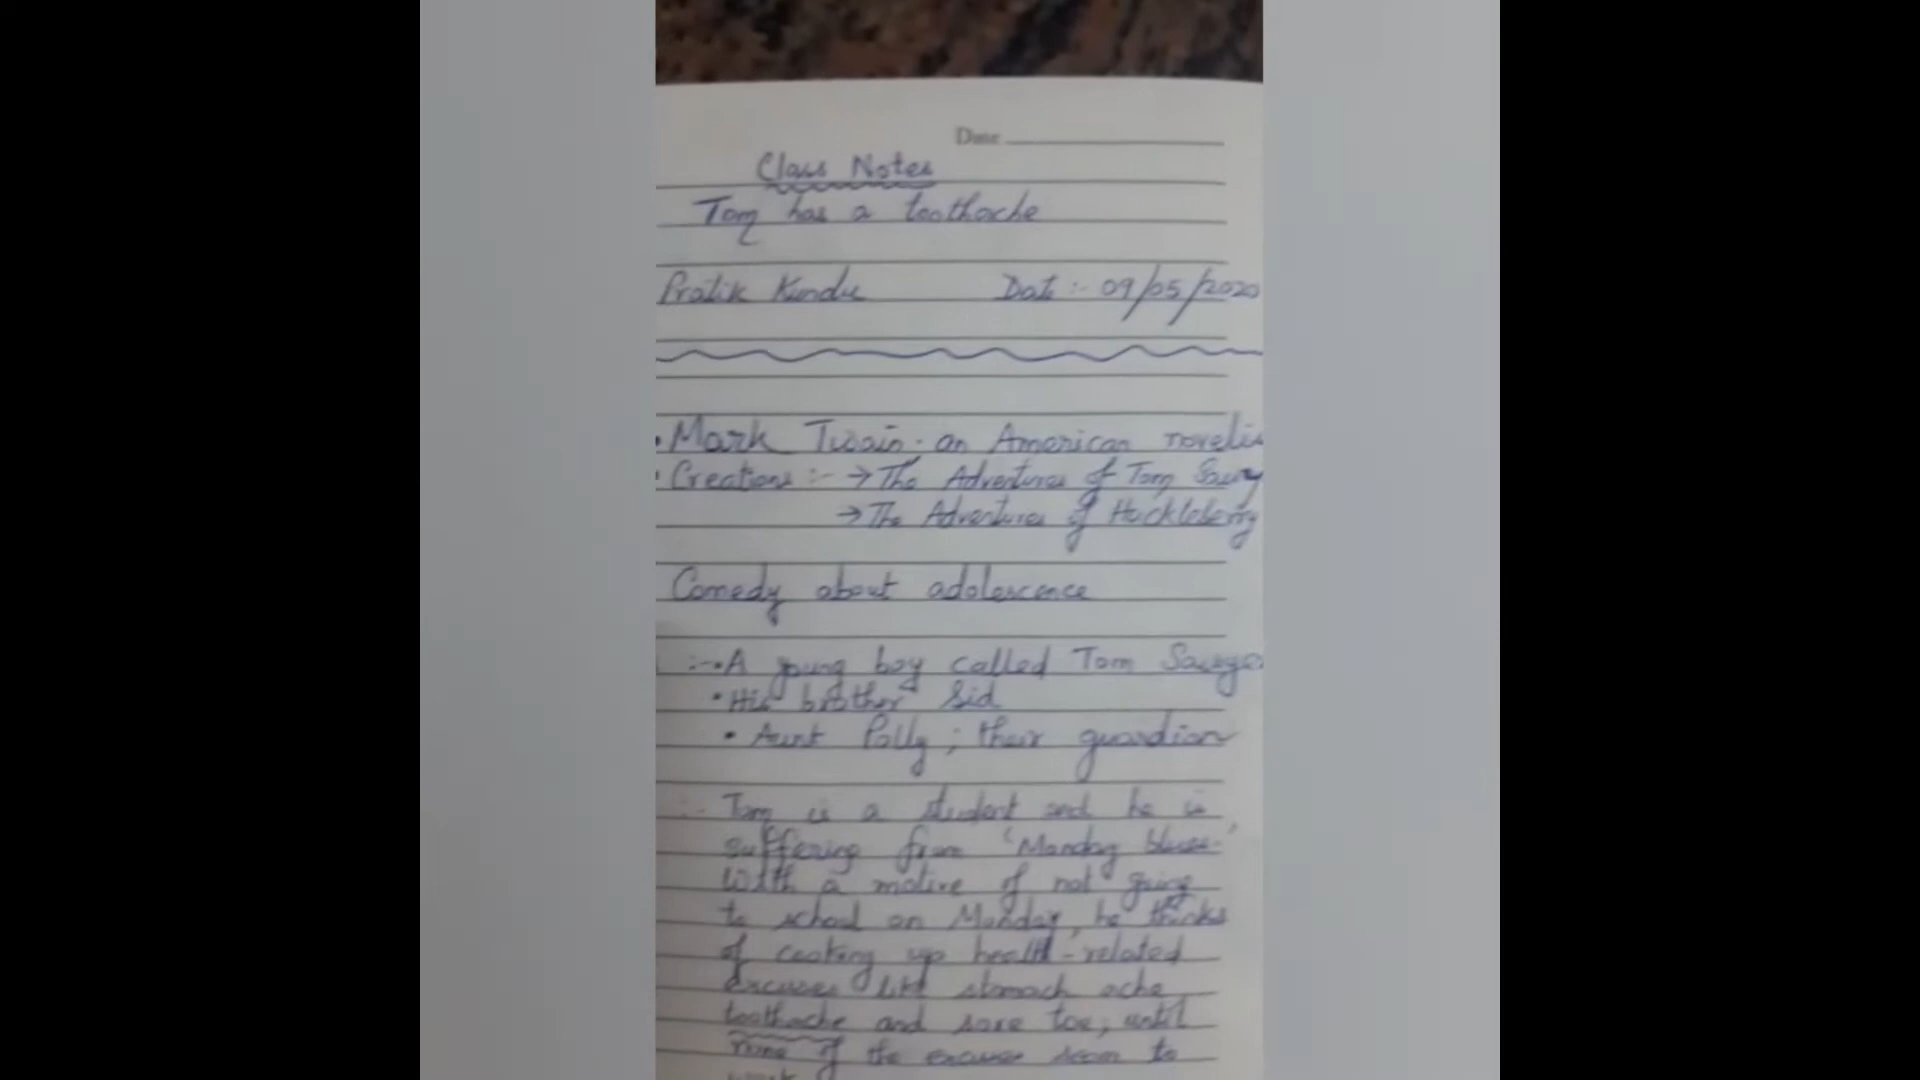 Date
Class Notes
Tom has a toothache
Pratik Kundu Date :- 09/05/2020
• Mark Twain - an American novelis
• Creations :- → The Adventures of Tom Sawy
→ The Adventures of Huckleberry
Comedy about adolescence
:- • A young boy called Tom Sawye
• His brother Sid
• Aunt Polly ; their guardian
Tom is a student and he is
suffering from 'Monday blues.'
With a motive of not going
to school on Monday, he thinks
of cooking up health-related
excuses like stomach ache
toothache and sore toe, until
none of the excuses seem to